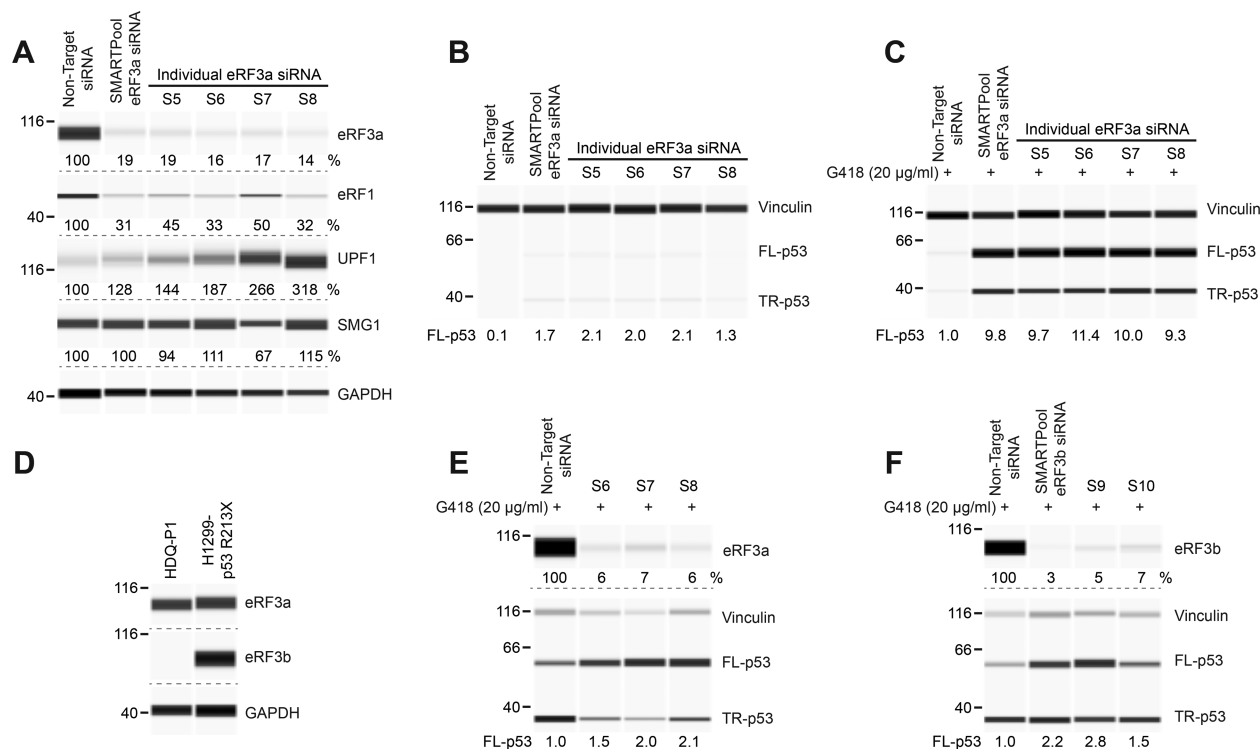 A
Non-Target
siRNA
SMARTPool
eRF3a siRNA
Individual eRF3a siRNA
S5 S6 S7 S8
116 eRF3a
100 19 19 16 17 14 %
eRF1
40
100 31 45 33 50 32 %
UPF1
116
100 128 144 187 266 318 %
SMG1
100 100 94 111 67 115 %
40 GAPDH
B
Non-Target
siRNA
SMARTPool
eRF3a siRNA
Individual eRF3a siRNA
S5 S6 S7 S8
116 Vinculin
66
FL-p53
40 TR-p53
FL-p53 0.1 1.7 2.1 2.0 2.1 1.3
C
Non-Target
siRNA
SMARTPool
eRF3a siRNA
Individual eRF3a siRNA
S5 S6 S7 S8
G418 (20 µg/ml) + + + + + +
116 Vinculin
66
FL-p53
40 TR-p53
FL-p53 1.0 9.8 9.7 11.4 10.0 9.3
D
HDQ-P1
H1299-
p53 R213X
116
eRF3a
116
eRF3b
40 GAPDH
E
Non-Target
siRNA
S6 S7 S8
G418 (20 µg/ml) + + + +
116
eRF3a
100 6 7 6 %
116 Vinculin
66
FL-p53
40
TR-p53
FL-p53 1.0 1.5 2.0 2.1
F
Non-Target
siRNA
SMARTPool
eRF3b siRNA
S9 S10
G418 (20 µg/ml) + + + +
116
eRF3b
100 3 5 7 %
116 Vinculin
66
FL-p53
40
TR-p53
FL-p53 1.0 2.2 2.8 1.5